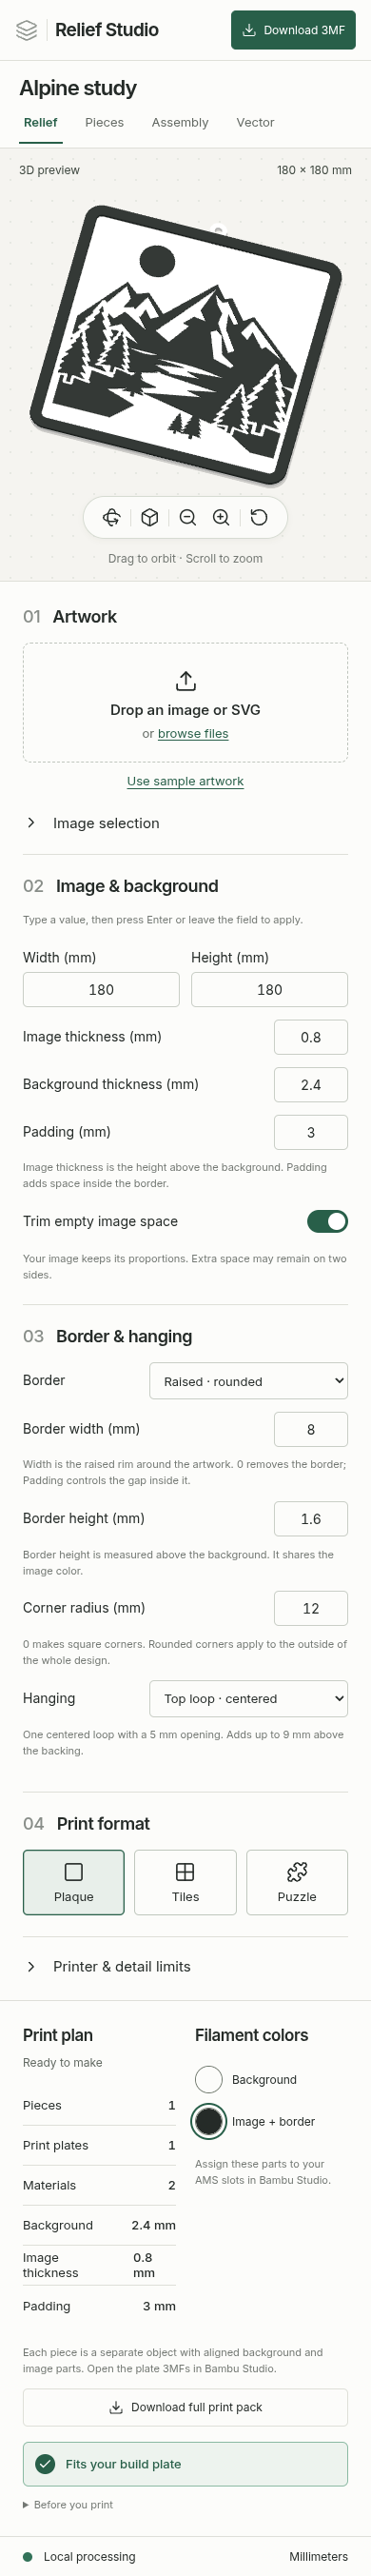 Relief Studio
Download 3MF
Alpine study
Relief Pieces Assembly Vector
3D preview 180 × 180 mm
Drag to orbit · Scroll to zoom
01 Artwork
Drop an image or SVG
or browse files
Use sample artwork
Image selection
02 Image & background
Type a value, then press Enter or leave the field to apply.
Width (mm) Height (mm)
180 180
Image thickness (mm) 0.8
Background thickness (mm) 2.4
Padding (mm) 3
Image thickness is the height above the background. Padding
adds space inside the border.
Trim empty image space
Your image keeps its proportions. Extra space may remain on two
sides.
03 Border & hanging
Border Raised · rounded
Border width (mm) 8
Width is the raised rim around the artwork. 0 removes the border;
Padding controls the gap inside it.
Border height (mm) 1.6
Border height is measured above the background. It shares the
image color.
Corner radius (mm) 12
0 makes square corners. Rounded corners apply to the outside of
the whole design.
Hanging Top loop · centered
One centered loop with a 5 mm opening. Adds up to 9 mm above
the backing.
04 Print format
Plaque Tiles Puzzle
Printer & detail limits
Print plan
Ready to make
Pieces 1
Print plates 1
Materials 2
Background 2.4 mm
Image 0.8
thickness mm
Padding 3 mm
Filament colors
Background
Image + border
Assign these parts to your
AMS slots in Bambu Studio.
Each piece is a separate object with aligned background and
image parts. Open the plate 3MFs in Bambu Studio.
Download full print pack
Fits your build plate
Before you print
Local processing Millimeters